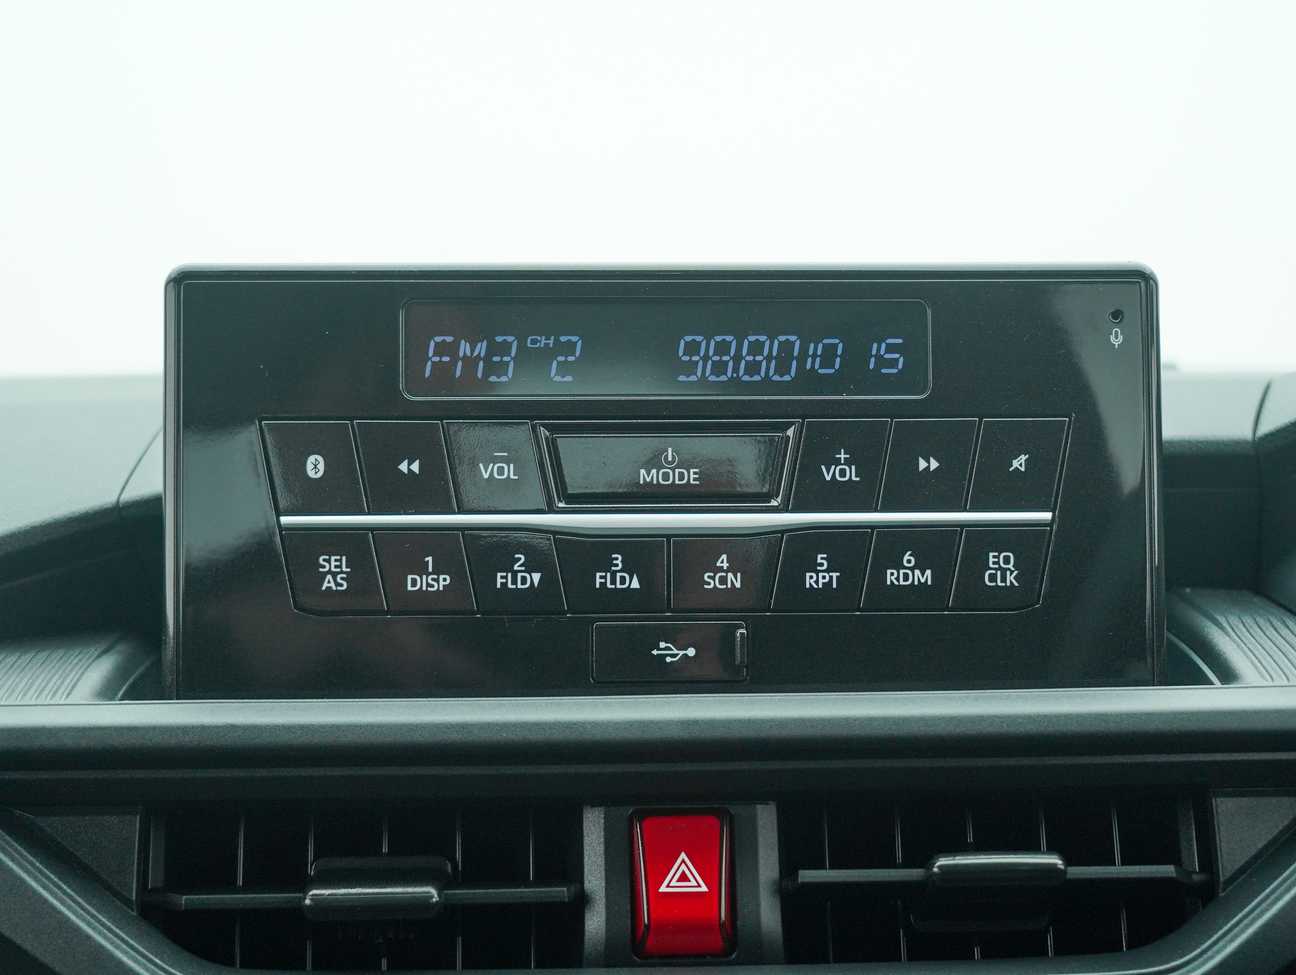 FM3 CH 2 98.80 10 15
− VOL MODE + VOL
SEL AS 1 DISP 2 FLD▼ 3 FLD▲ 4 SCN 5 RPT 6 RDM EQ CLK